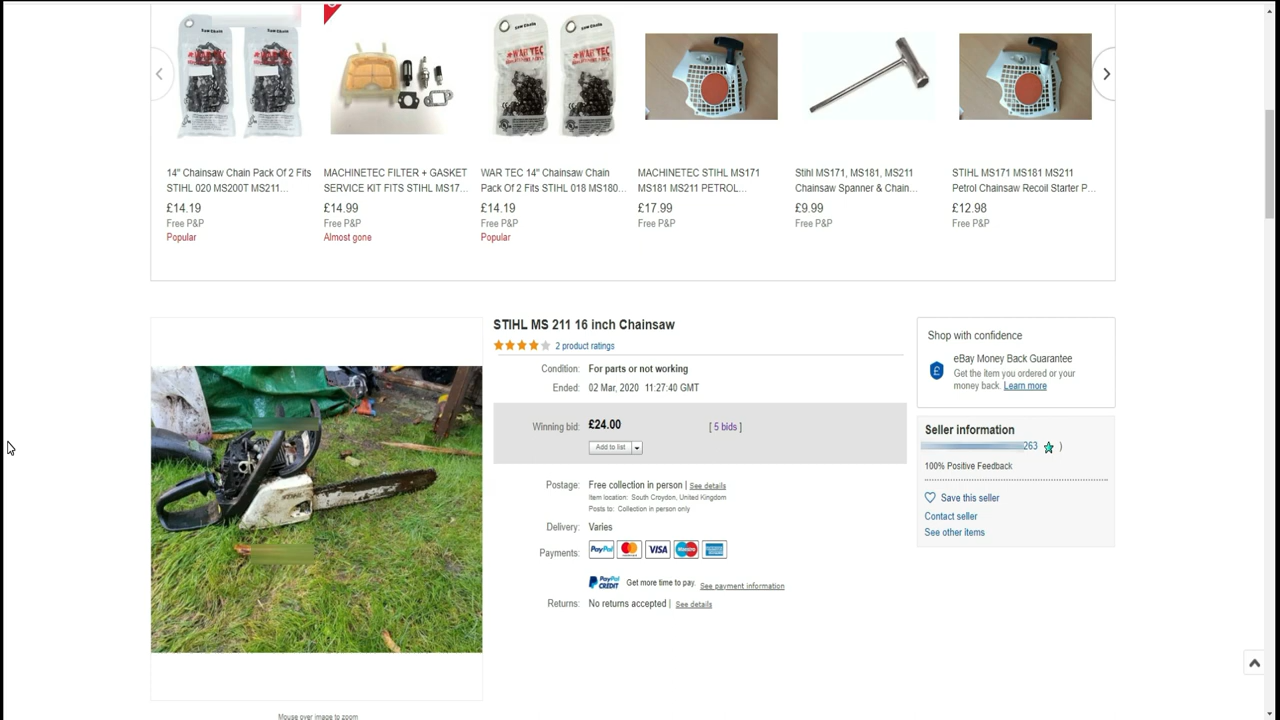 14" Chainsaw Chain Pack Of 2 Fits
STIHL 020 MS200T MS211...
£14.19
Free P&P
Popular
MACHINETEC FILTER + GASKET
SERVICE KIT FITS STIHL MS17...
£14.99
Free P&P
Almost gone
WAR TEC 14" Chainsaw Chain
Pack Of 2 Fits STIHL 018 MS180...
£14.19
Free P&P
Popular
MACHINETEC STIHL MS171
MS181 MS211 PETROL...
£17.99
Free P&P
Stihl MS171, MS181, MS211
Chainsaw Spanner & Chain...
£9.99
Free P&P
STIHL MS171 MS181 MS211
Petrol Chainsaw Recoil Starter P...
£12.98
Free P&P
STIHL MS 211 16 inch Chainsaw
2 product ratings
Condition: For parts or not working
Ended: 02 Mar, 2020 11:27:40 GMT
Winning bid: £24.00 [ 5 bids ]
Add to list
Postage: Free collection in person | See details
Item location: South Croydon, United Kingdom
Posts to: Collection in person only
Delivery: Varies
Payments: PayPal VISA Maestro
PayPal CREDIT Get more time to pay. See payment information
Returns: No returns accepted | See details
Mouse over image to zoom
Shop with confidence
eBay Money Back Guarantee
Get the item you ordered or your
money back. Learn more
Seller information
263 )
100% Positive Feedback
Save this seller
Contact seller
See other items